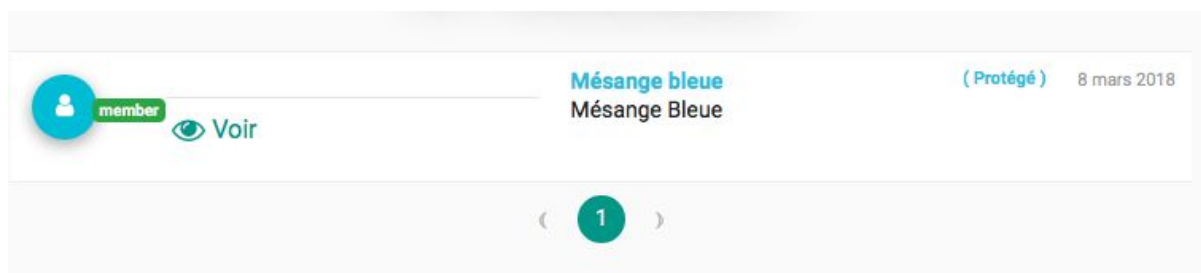 member
Voir
Mésange bleue
Mésange Bleue
( Protégé )
8 mars 2018
1